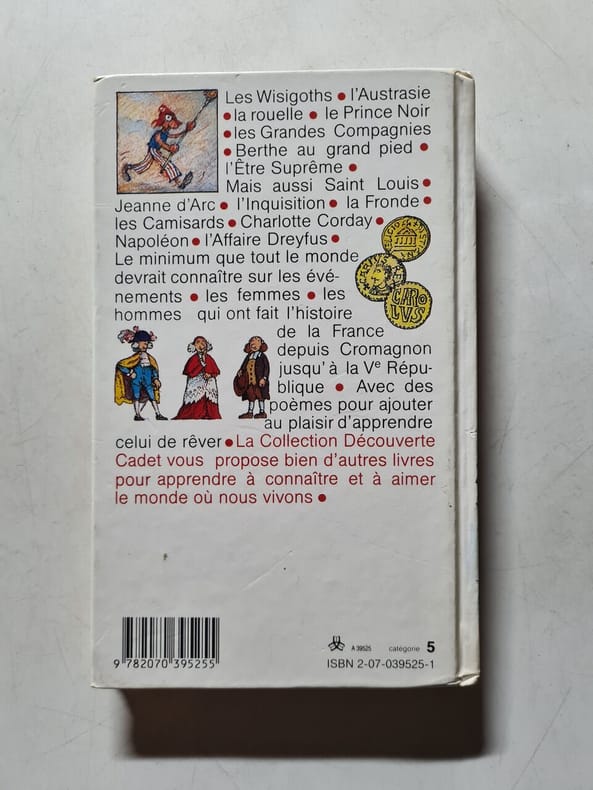 Les Wisigoths • l'Austrasie
• la rouelle • le Prince Noir
• les Grandes Compagnies
• Berthe au grand pied •
l'Être Suprême •
Mais aussi Saint Louis •
Jeanne d'Arc • l'Inquisition • la Fronde •
les Camisards • Charlotte Corday •
Napoléon • l'Affaire Dreyfus •
Le minimum que tout le monde
devrait connaître sur les évé-
nements • les femmes • les
hommes qui ont fait l'histoire
de la France
depuis Cromagnon
jusqu'à la Ve Répu-
blique • Avec des
poèmes pour ajouter
au plaisir d'apprendre
celui de rêver • La Collection Découverte
Cadet vous propose bien d'autres livres
pour apprendre à connaître et à aimer
le monde où nous vivons •
CARO
LVVS
9 782070 395255
A 39525 catégorie 5
ISBN 2-07-039525-1